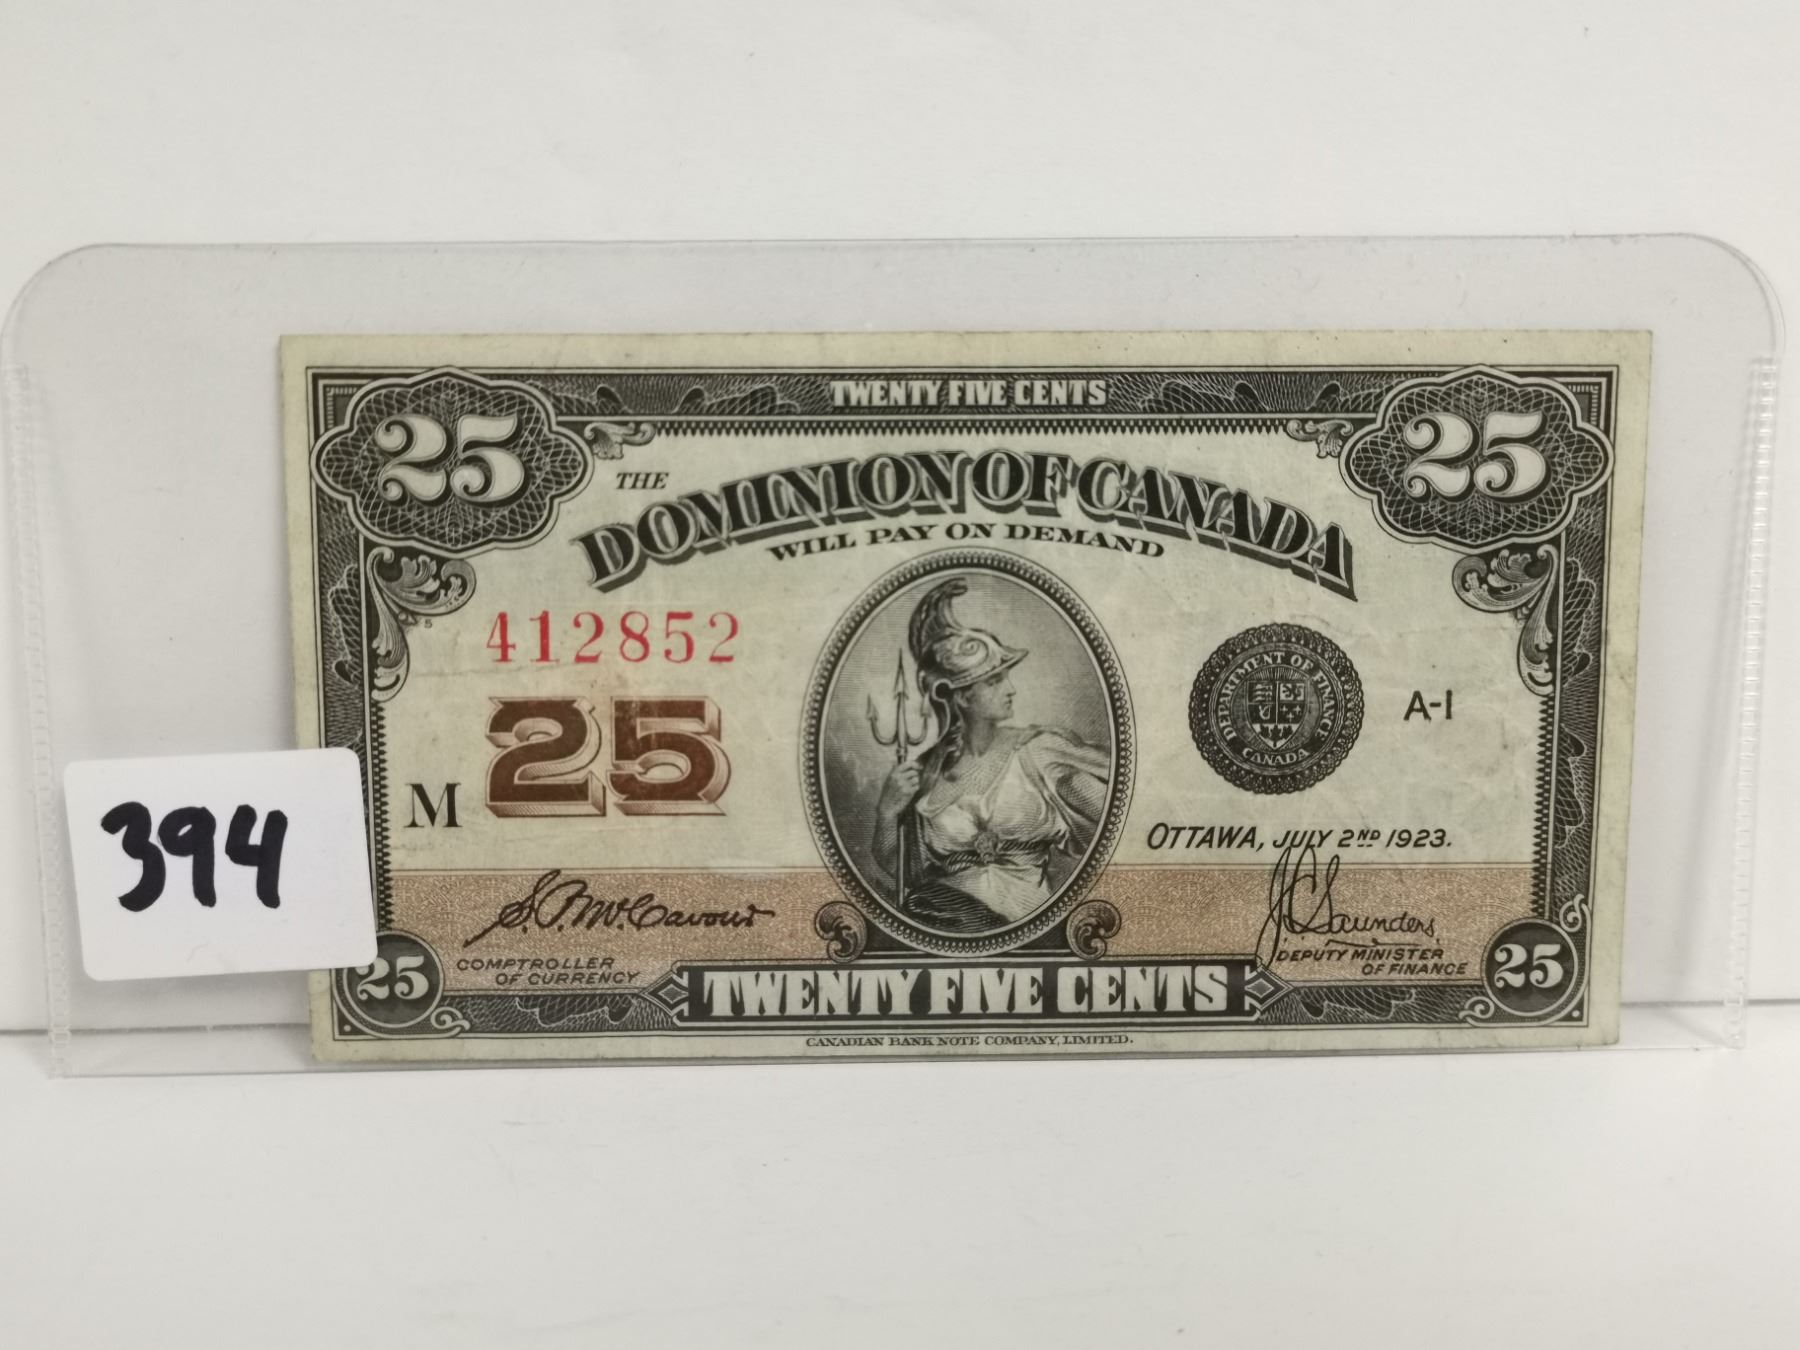 TWENTY FIVE CENTS
25
25
THE
DOMINION OF CANADA
WILL PAY ON DEMAND
5
412852
DEPARTMENT OF FINANCE
CANADA
A-1
25
M
394
OTTAWA, JULY 2ND 1923.
J.C. Saunders
COMPTROLLER
OF CURRENCY
DEPUTY MINISTER
OF FINANCE
25
25
TWENTY FIVE CENTS
CANADIAN BANK NOTE COMPANY, LIMITED.